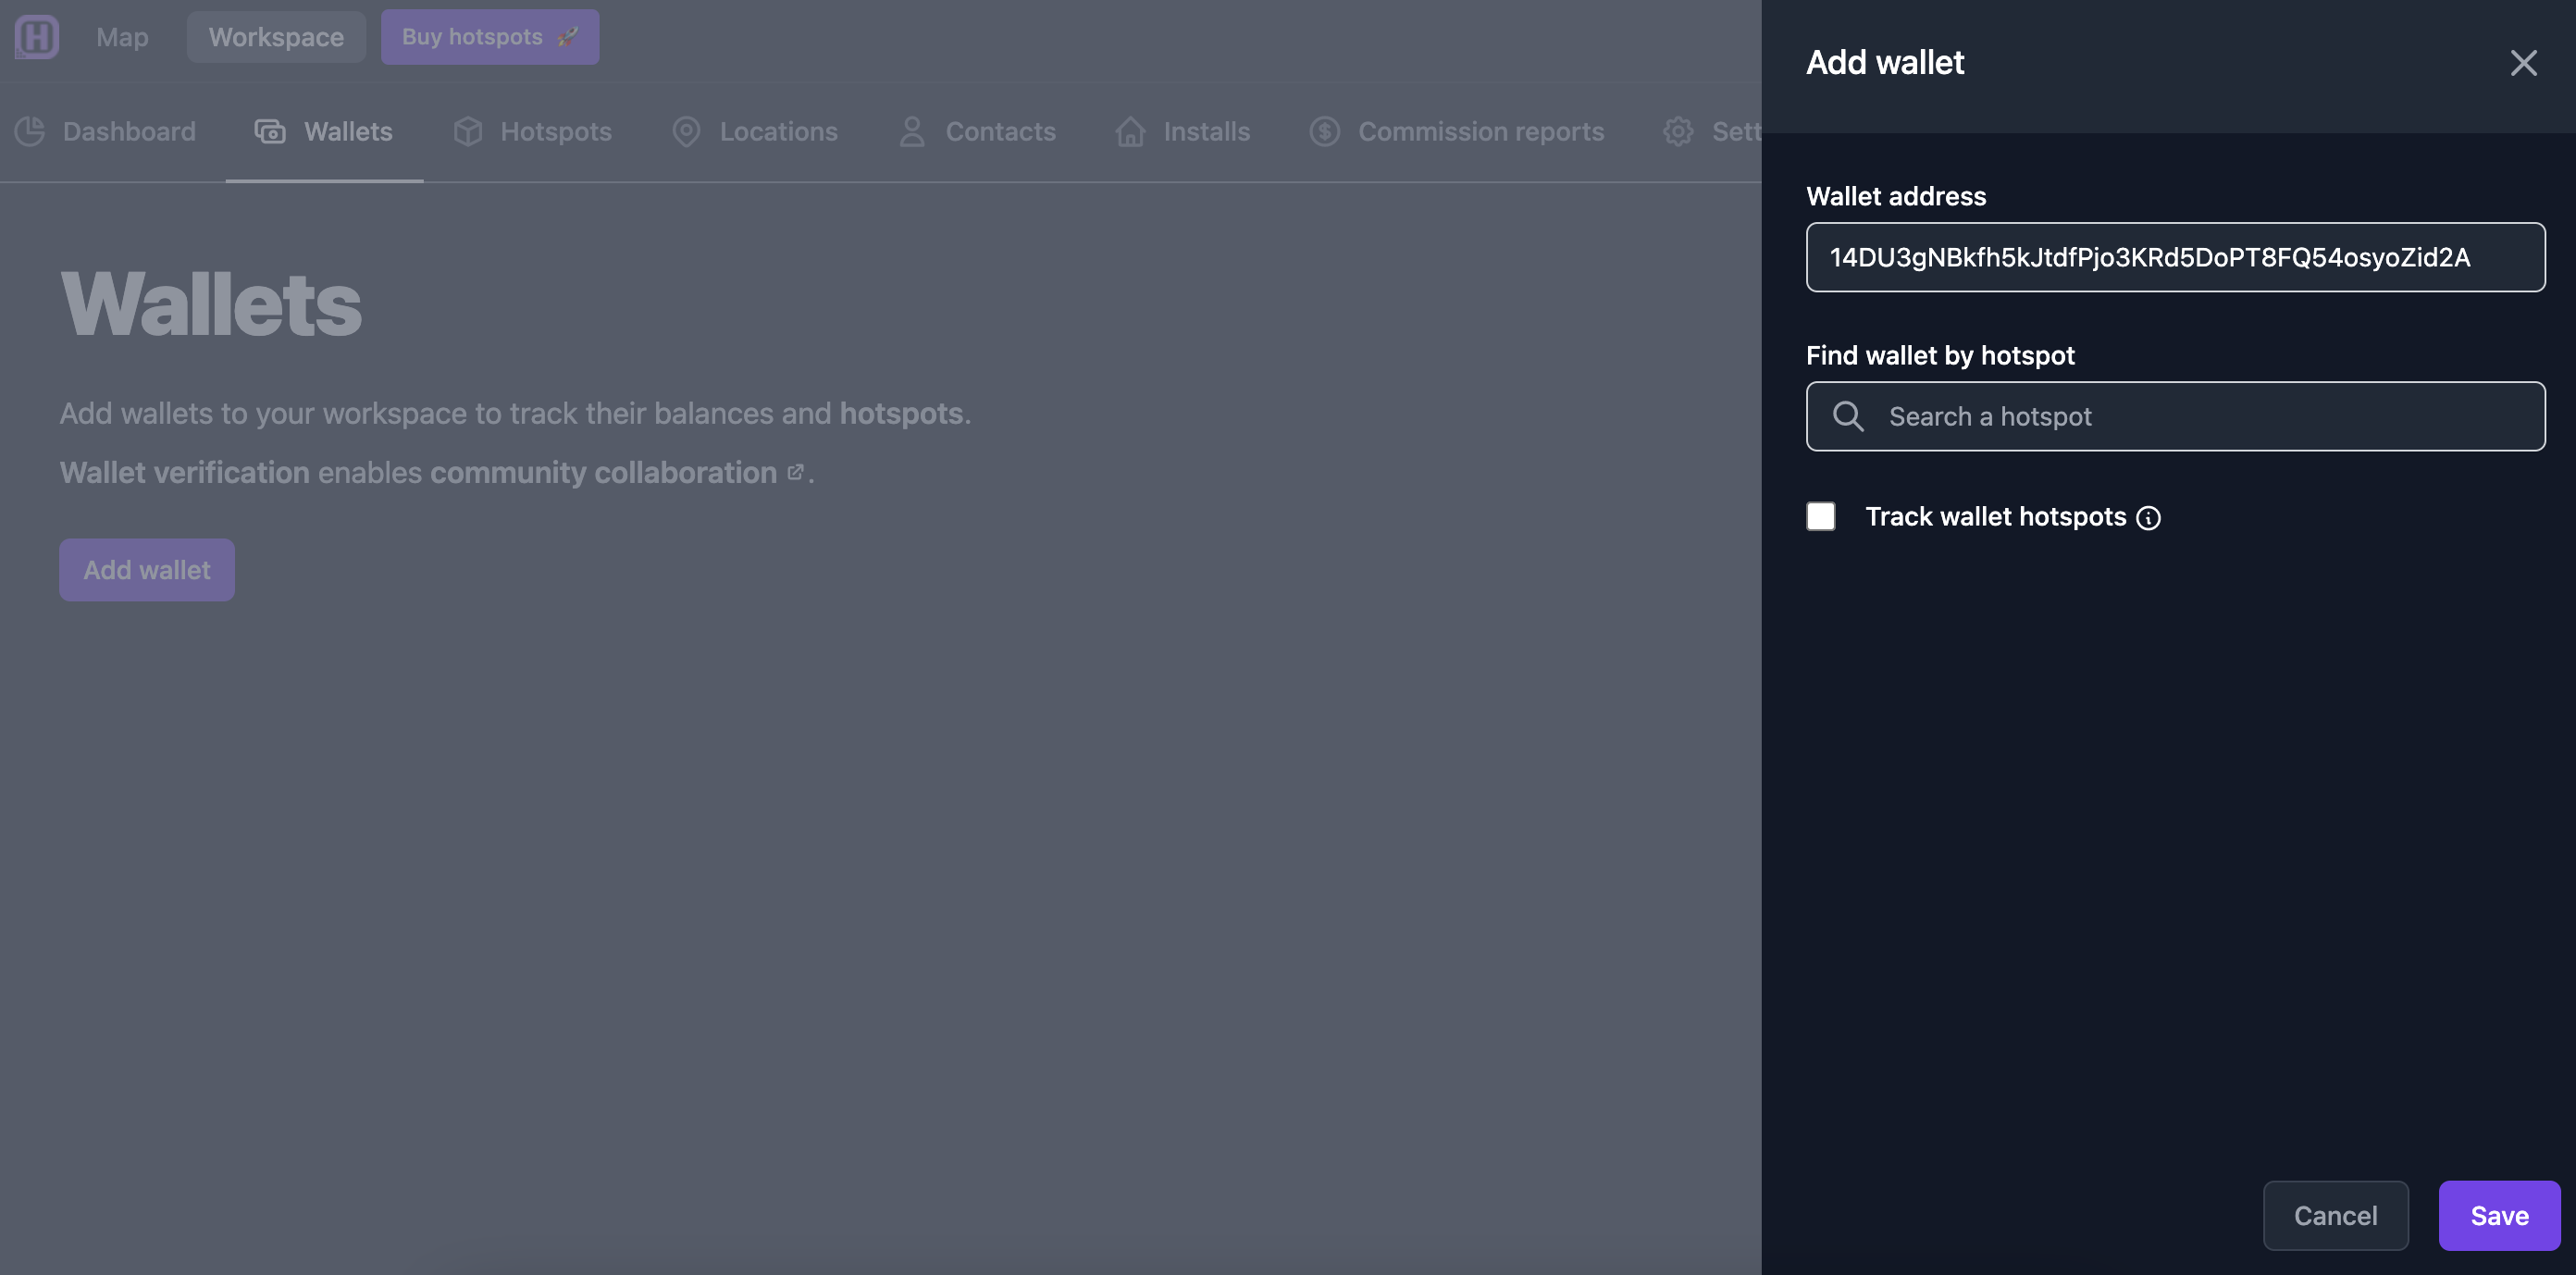 H
Map
Workspace
Buy hotspots 🚀
Dashboard
Wallets
Hotspots
Locations
Contacts
Installs
Commission reports
Sett
Wallets
Add wallets to your workspace to track their balances and hotspots.
Wallet verification enables community collaboration.
Add wallet
Add wallet
Wallet address
14DU3gNBkfh5kJtdfPjo3KRd5DoPT8FQ54osyoZid2A
Find wallet by hotspot
Search a hotspot
Track wallet hotspots
Cancel
Save